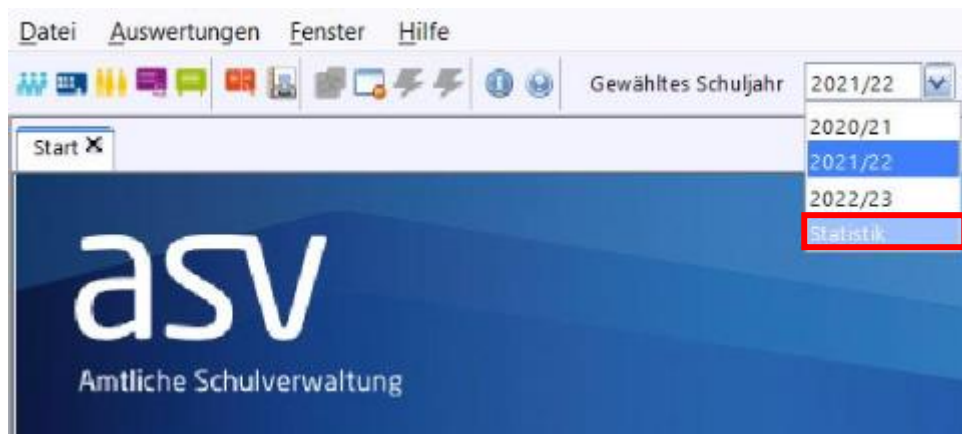 Datei Auswertungen Fenster Hilfe
Gewähltes Schuljahr 2021/22
Start
2020/21
2021/22
2022/23
Statistik
asv
Amtliche Schulverwaltung